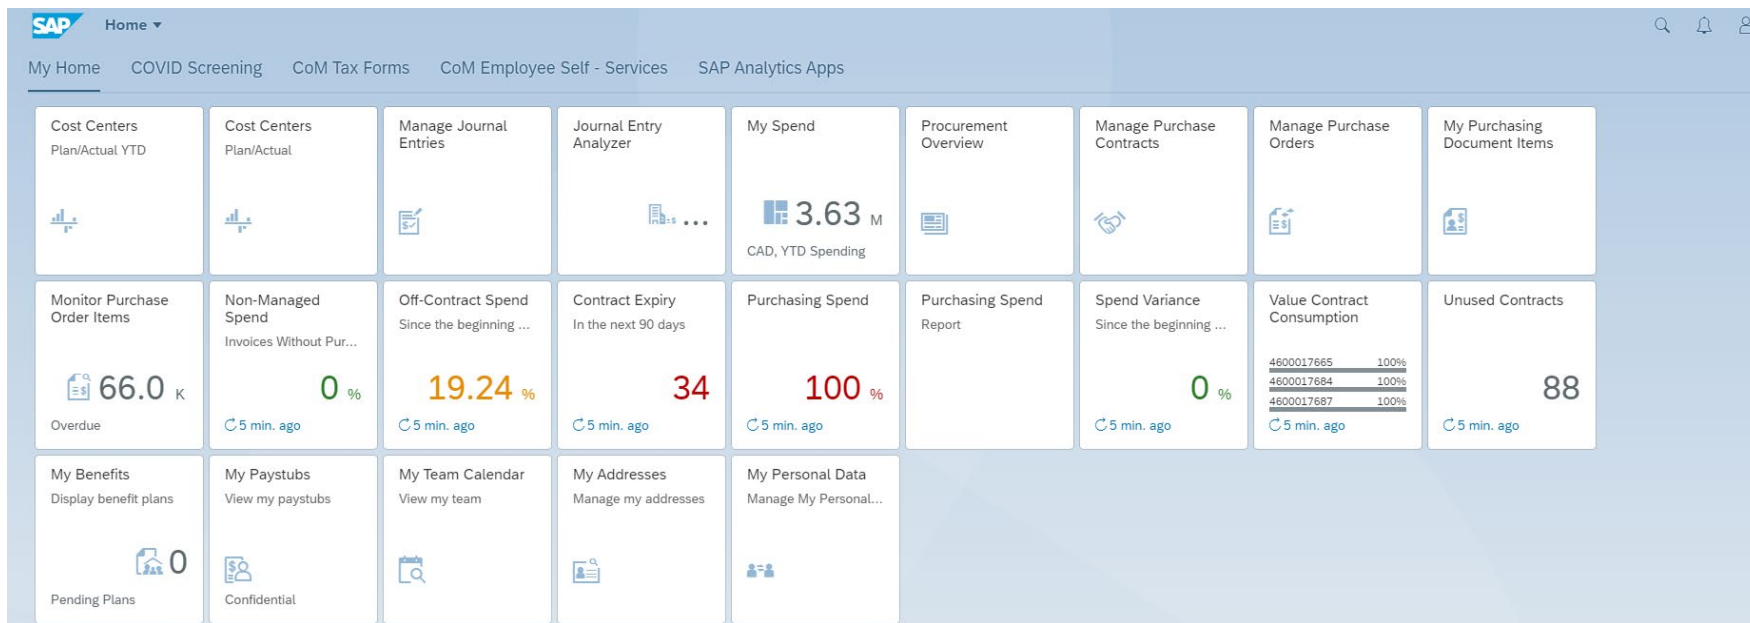 SAP Home
My Home COVID Screening CoM Tax Forms CoM Employee Self - Services SAP Analytics Apps
Cost Centers
Plan/Actual YTD
Cost Centers
Plan/Actual
Manage Journal
Entries
Journal Entry
Analyzer
...
My Spend
3.63 M
CAD, YTD Spending
Procurement
Overview
Manage Purchase
Contracts
Manage Purchase
Orders
My Purchasing
Document Items
Monitor Purchase
Order Items
66.0 K
Overdue
Non-Managed
Spend
Invoices Without Pur...
0 %
5 min. ago
Off-Contract Spend
Since the beginning ...
19.24 %
5 min. ago
Contract Expiry
In the next 90 days
34
5 min. ago
Purchasing Spend
100 %
5 min. ago
Purchasing Spend
Report
Spend Variance
Since the beginning ...
0 %
5 min. ago
Value Contract
Consumption
4600017665 100%
4600017684 100%
4600017687 100%
5 min. ago
Unused Contracts
88
5 min. ago
My Benefits
Display benefit plans
0
Pending Plans
My Paystubs
View my paystubs
Confidential
My Team Calendar
View my team
My Addresses
Manage my addresses
My Personal Data
Manage My Personal...